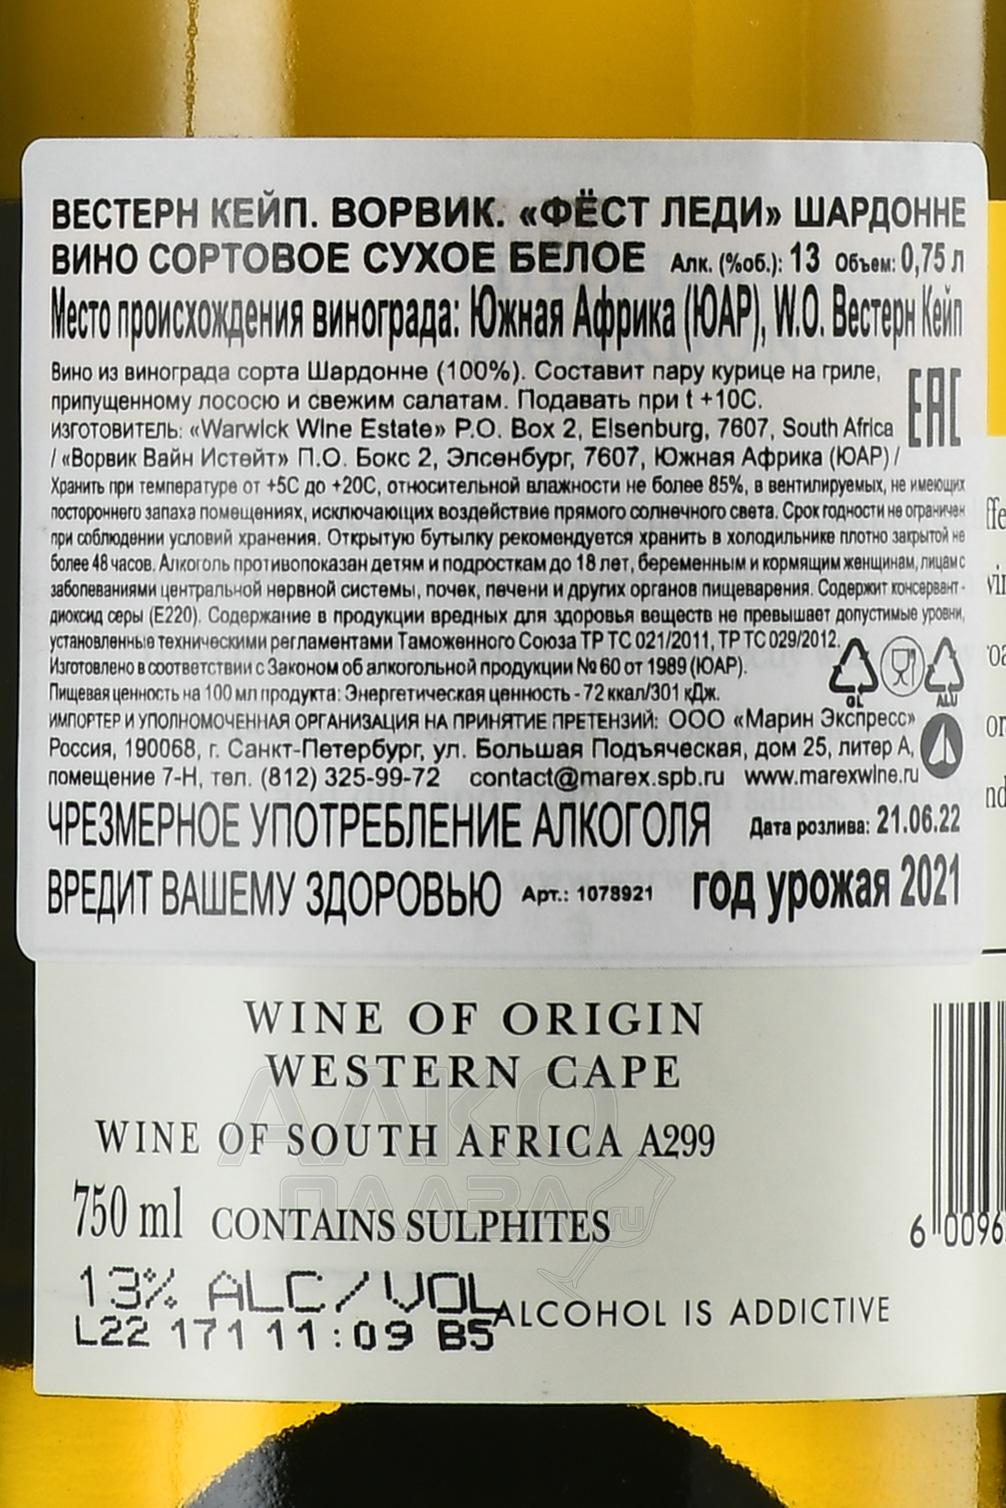 ВЕСТЕРН КЕЙП. ВОРВИК. «ФЁСТ ЛЕДИ» ШАРДОННЕ
ВИНО СОРТОВОЕ СУХОЕ БЕЛОЕ Алк. (%об.): 13 Объем: 0,75 л
Место происхождения винограда: Южная Африка (ЮАР), W.O. Вестерн Кейп
Вино из винограда сорта Шардонне (100%). Составит пару курице на гриле,
припущенному лососю и свежим салатам. Подавать при t +10С.
EAC
ИЗГОТОВИТЕЛЬ: «Warwick Wine Estate» P.O. Box 2, Elsenburg, 7607, South Africa
/ «Ворвик Вайн Истейт» П.О. Бокс 2, Элсенбург, 7607, Южная Африка (ЮАР) /
Хранить при температуре от +5С до +20С, относительной влажности не более 85%, в вентилируемых, не имеющих
постороннего запаха помещениях, исключающих воздействие прямого солнечного света. Срок годности не ограничен
при соблюдении условий хранения. Открытую бутылку рекомендуется хранить в холодильнике плотно закрытой не
более 48 часов. Алкоголь противопоказан детям и подросткам до 18 лет, беременным и кормящим женщинам, лицам с
заболеваниями центральной нервной системы, почек, печени и других органов пищеварения. Содержит консервант -
диоксид серы (Е220). Содержание в продукции вредных для здоровья веществ не превышает допустимые уровни,
установленные техническими регламентами Таможенного Союза ТР ТС 021/2011, ТР ТС 029/2012.
Изготовлено в соответствии с Законом об алкогольной продукции № 60 от 1989 (ЮАР).
Пищевая ценность на 100 мл продукта: Энергетическая ценность - 72 ккал/301 кДж.
GL ALU
ИМПОРТЕР И УПОЛНОМОЧЕННАЯ ОРГАНИЗАЦИЯ НА ПРИНЯТИЕ ПРЕТЕНЗИЙ: ООО «Марин Экспресс»
Россия, 190068, г. Санкт-Петербург, ул. Большая Подъяческая, дом 25, литер А,
помещение 7-Н, тел. (812) 325-99-72 contact@marex.spb.ru www.marexwine.ru
ЧРЕЗМЕРНОЕ УПОТРЕБЛЕНИЕ АЛКОГОЛЯ Дата розлива: 21.06.22
ВРЕДИТ ВАШЕМУ ЗДОРОВЬЮ Арт.: 1078921 год урожая 2021
WINE OF ORIGIN
WESTERN CAPE
WINE OF SOUTH AFRICA A299
АЛКО
ПЛАЗА.ru
750 ml CONTAINS SULPHITES
6 0096
13% ALC/VOL
ALCOHOL IS ADDICTIVE
L22 171 11:09 B5